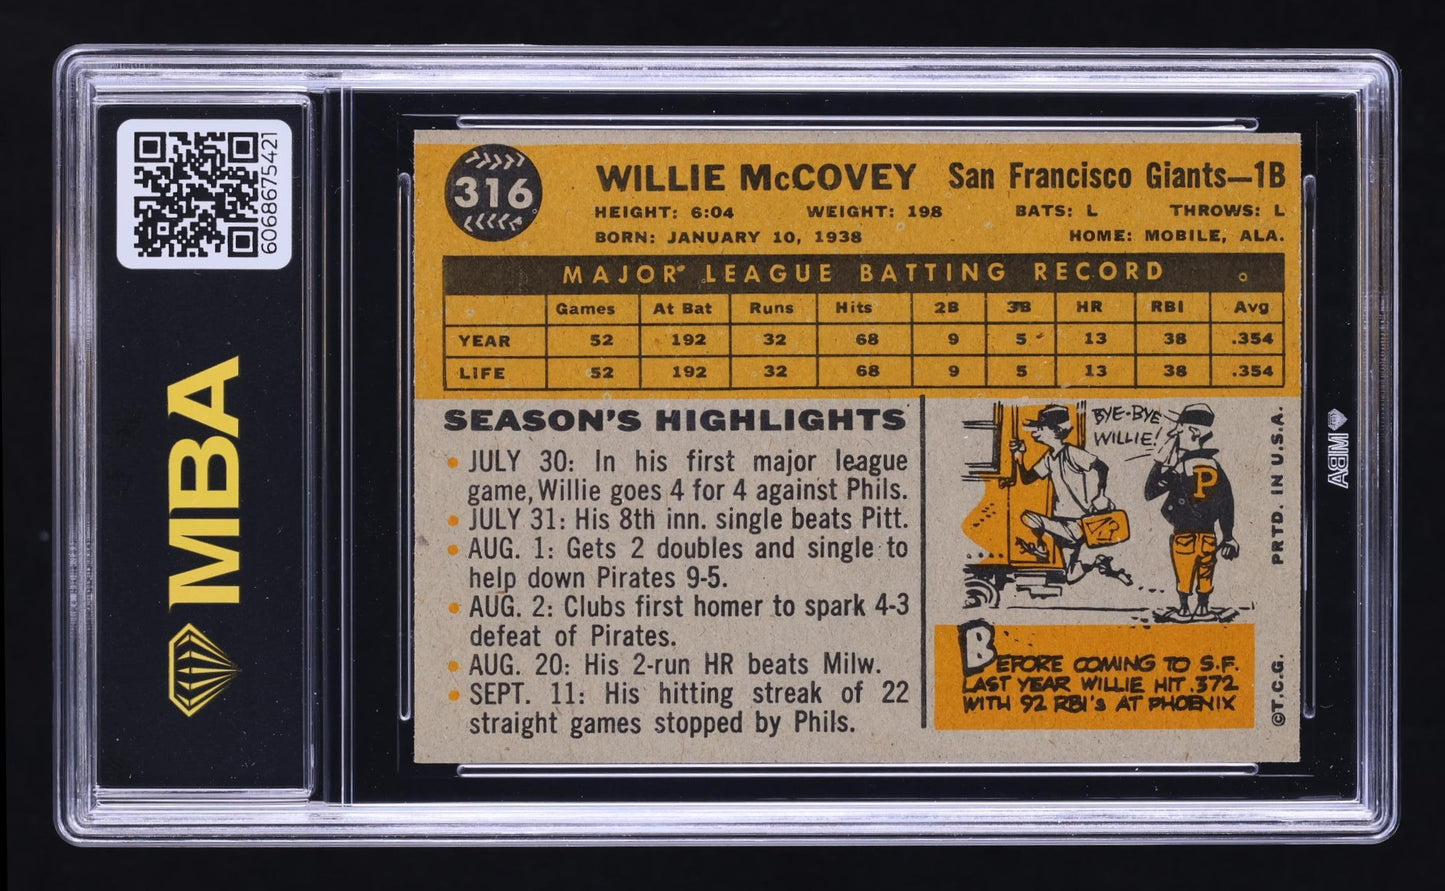 6068675421
MBA
316
WILLIE McCOVEY San Francisco Giants—1B
HEIGHT: 6:04 WEIGHT: 198 BATS: L THROWS: L
BORN: JANUARY 10, 1938 HOME: MOBILE, ALA.
MAJOR LEAGUE BATTING RECORD
Games At Bat Runs Hits 2B 3B HR RBI Avg
YEAR 52 192 32 68 9 5 13 38 .354
LIFE 52 192 32 68 9 5 13 38 .354
SEASON'S HIGHLIGHTS
• JULY 30: In his first major league
game, Willie goes 4 for 4 against Phils.
• JULY 31: His 8th inn. single beats Pitt.
• AUG. 1: Gets 2 doubles and single to
help down Pirates 9-5.
• AUG. 2: Clubs first homer to spark 4-3
defeat of Pirates.
• AUG. 20: His 2-run HR beats Milw.
• SEPT. 11: His hitting streak of 22
straight games stopped by Phils.
BYE-BYE
WILLIE!
P
BEFORE COMING TO S.F.
LAST YEAR WILLIE HIT .372
WITH 92 RBI'S AT PHOENIX
©T.C.G. PRTD. IN U.S.A.
MBA